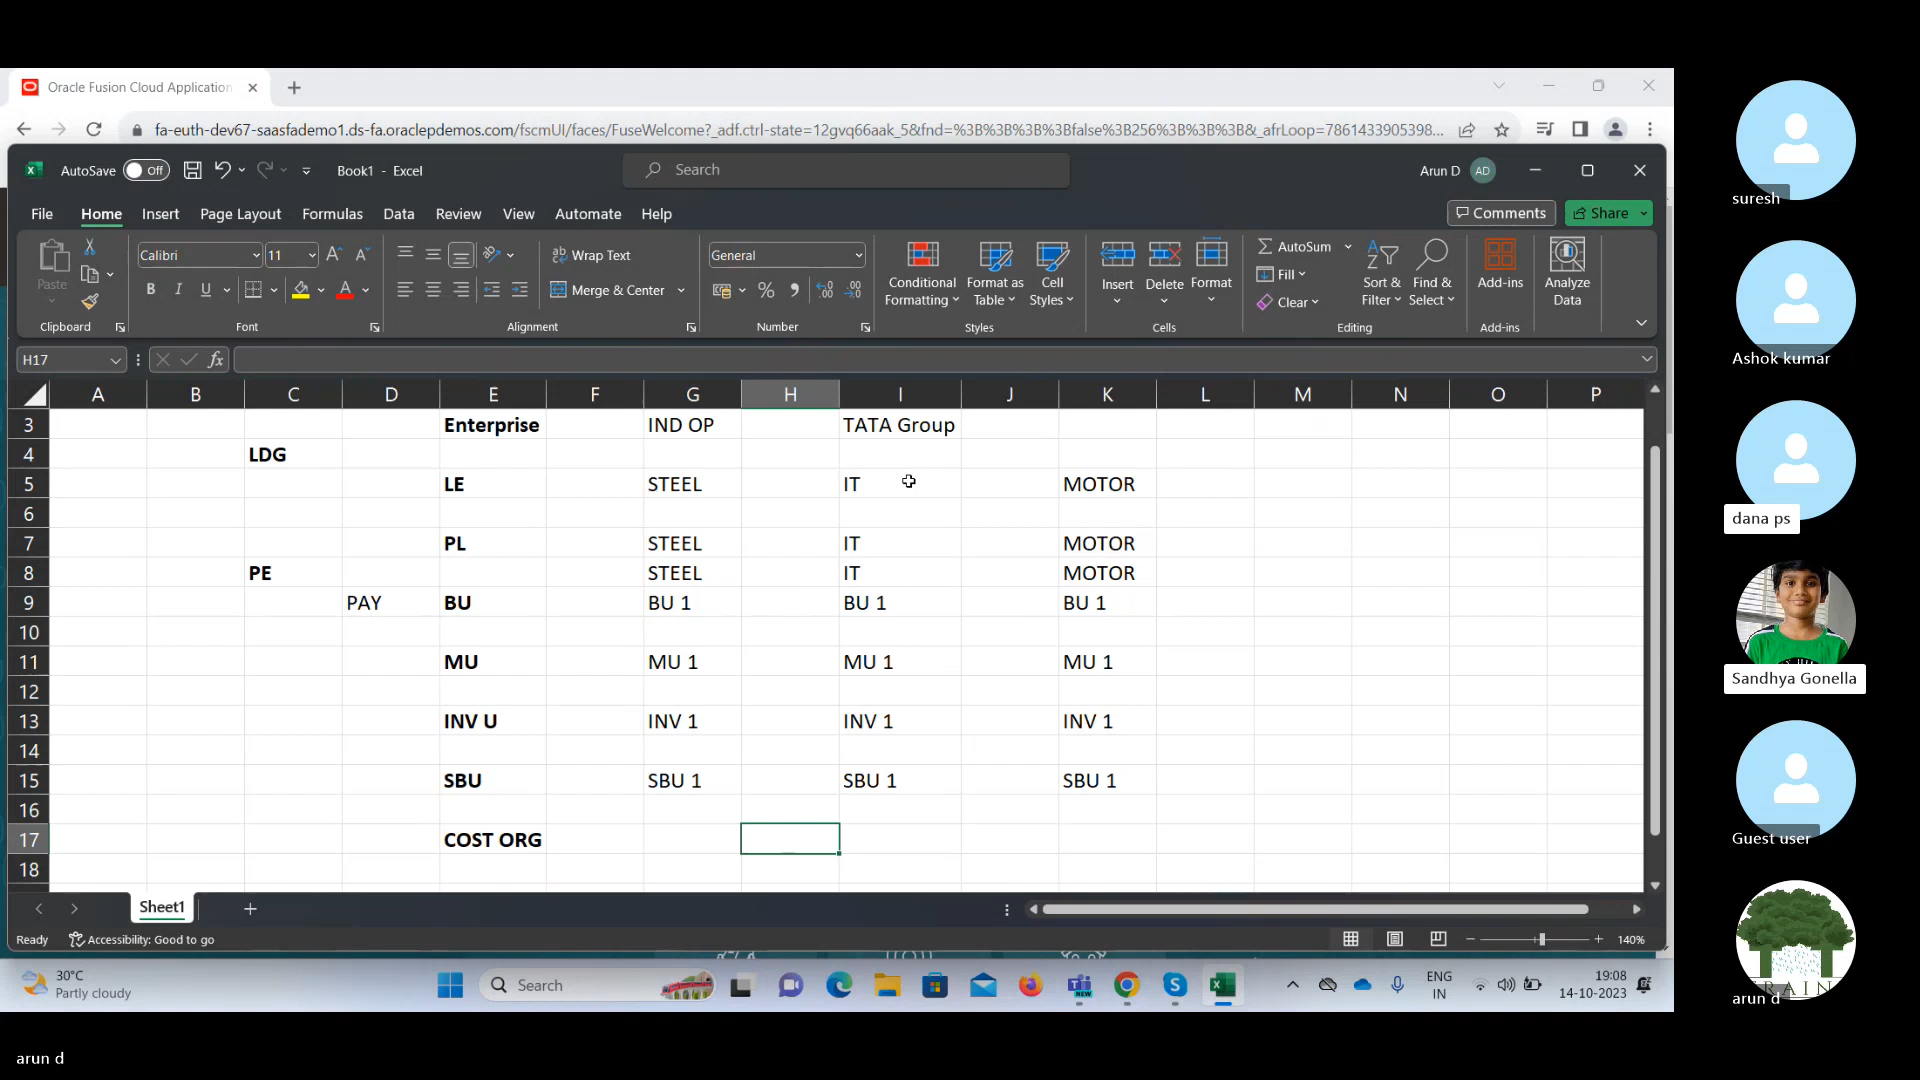 Oracle Fusion Cloud Application
fa-euth-dev67-saasfademo1.ds-fa.oraclepdemos.com/fscmUI/faces/FuseWelcome?_adf.ctrl-state=12gvq66aak_5&fnd=%3B%3B%3B%3Bfalse%3B256%3B%3B%3B&_afrLoop=7861433905398...
AutoSave Off Book1 - Excel Search Arun D AD
File Home Insert Page Layout Formulas Data Review View Automate Help Comments Share
Paste Calibri 11 Wrap Text General Conditional Formatting Format as Table Cell Styles Insert Delete Format AutoSum Sort & Filter Find & Select Add-ins Analyze Data
B I U A Merge & Center % Fill Clear
Clipboard Font Alignment Number Styles Cells Editing Add-ins
H17 fx
A B C D E F G H I J K L M N O P
3 Enterprise IND OP TATA Group
4 LDG
5 LE STEEL IT MOTOR
6
7 PL STEEL IT MOTOR
8 PE STEEL IT MOTOR
9 PAY BU BU 1 BU 1 BU 1
10
11 MU MU 1 MU 1 MU 1
12
13 INV U INV 1 INV 1 INV 1
14
15 SBU SBU 1 SBU 1 SBU 1
16
17 COST ORG
18
Sheet1
Ready Accessibility: Good to go 140%
30°C
Partly cloudy
Search
NEW
ENG
IN
19:08
14-10-2023
suresh
Ashok kumar
dana ps
Sandhya Gonella
Guest user
RAIN
arun d
arun d